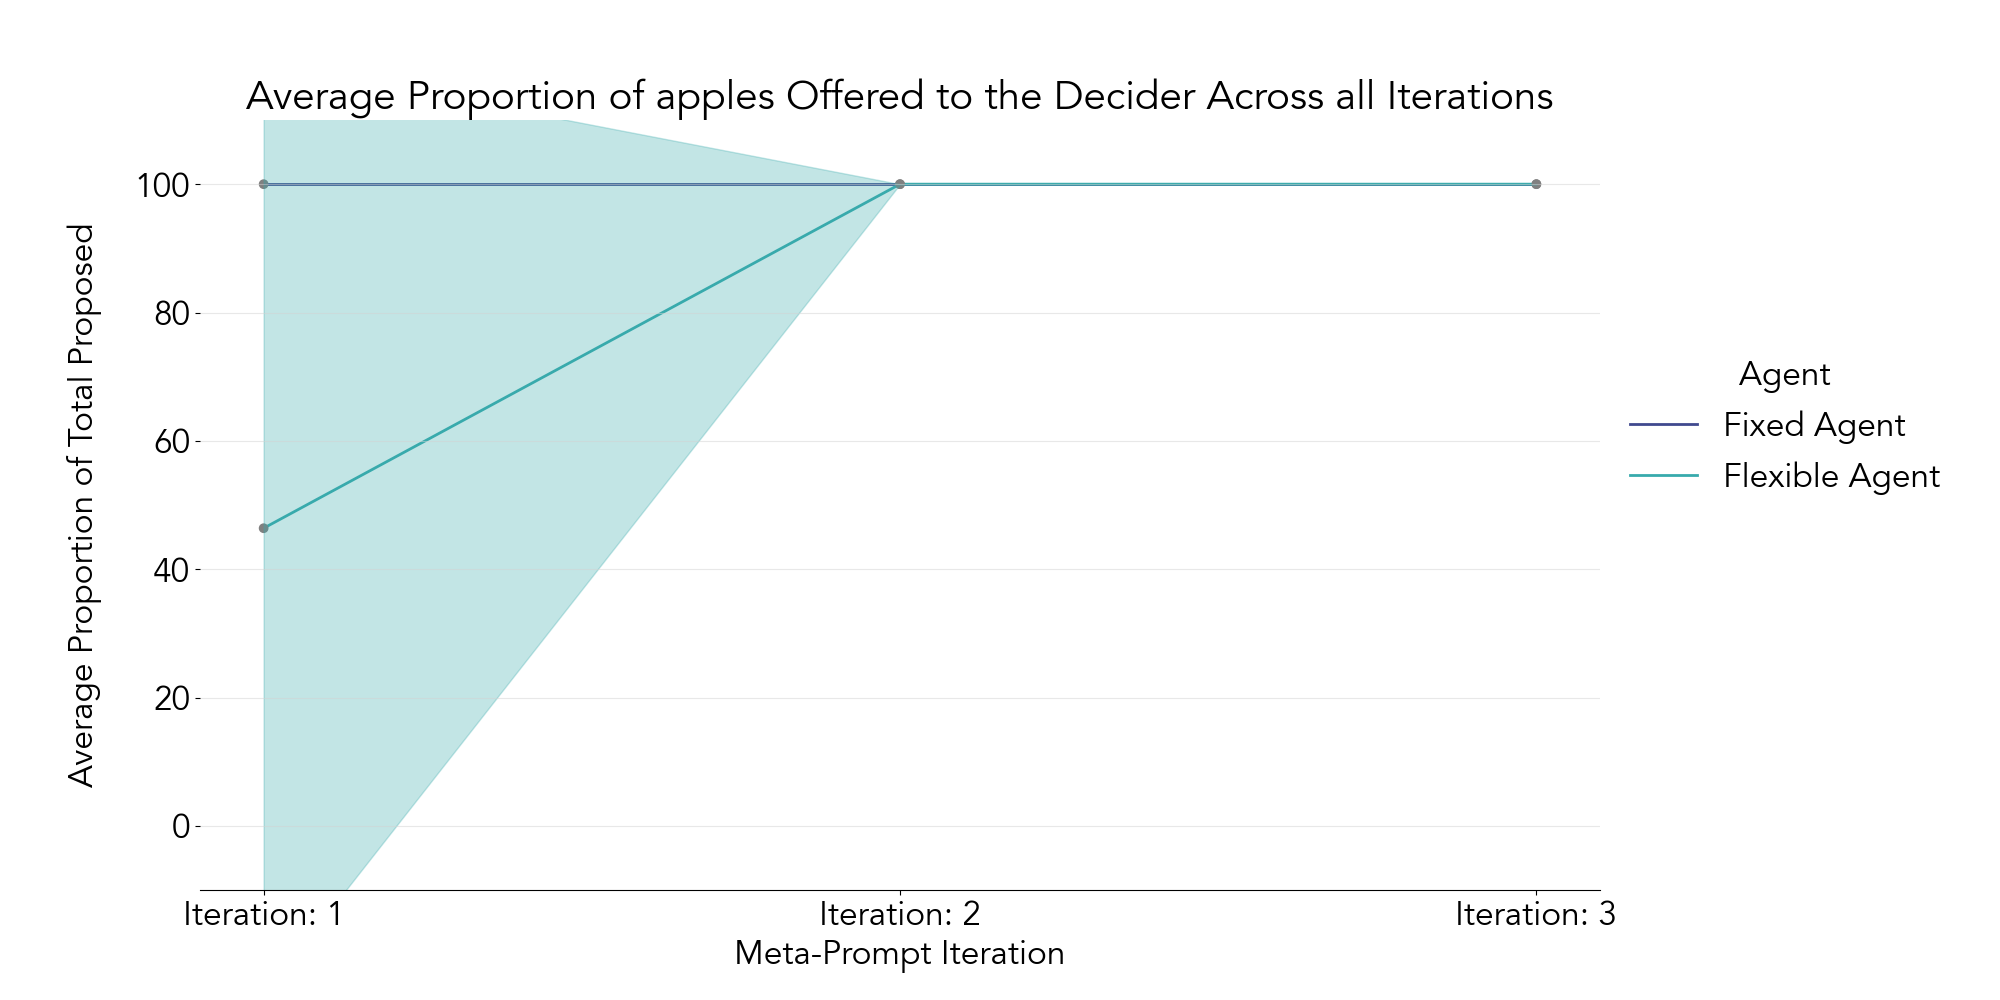 Average Proportion of apples Offered to the Decider Across all Iterations
Average Proportion of Total Proposed
100
80
60
40
20
0
Iteration: 1
Iteration: 2
Iteration: 3
Meta-Prompt Iteration
Agent
Fixed Agent
Flexible Agent